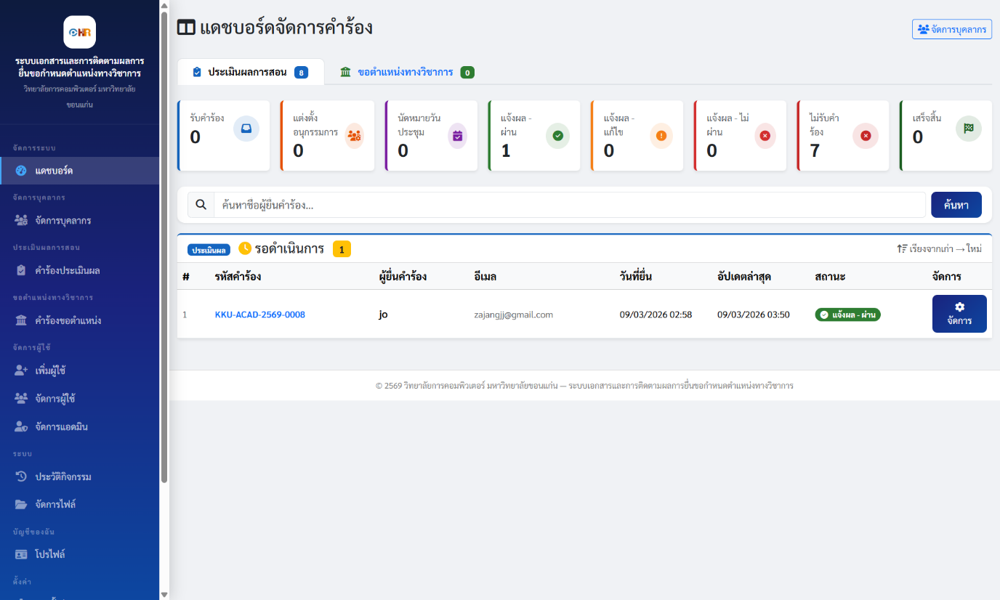 HR
ระบบเอกสารและการติดตามผลการ
ยื่นขอกำหนดตำแหน่งทางวิชาการ
วิทยาลัยการคอมพิวเตอร์ มหาวิทยาลัย
ขอนแก่น
จัดการระบบ
แดชบอร์ด
จัดการบุคลากร
จัดการบุคลากร
ประเมินผลการสอน
คำร้องประเมินผล
ขอตำแหน่งทางวิชาการ
คำร้องขอตำแหน่ง
จัดการผู้ใช้
เพิ่มผู้ใช้
จัดการผู้ใช้
จัดการแอดมิน
ระบบ
ประวัติกิจกรรม
จัดการไฟล์
บัญชีของฉัน
โปรไฟล์
ตั้งค่า
แดชบอร์ดจัดการคำร้อง
จัดการบุคลากร
ประเมินผลการสอน 8
ขอตำแหน่งทางวิชาการ 0
รับคำร้อง
0
แต่งตั้ง
อนุกรรมการ
0
นัดหมายวัน
ประชุม
0
แจ้งผล -
ผ่าน
1
แจ้งผล -
แก้ไข
0
แจ้งผล - ไม่
ผ่าน
0
ไม่รับคำ
ร้อง
7
เสร็จสิ้น
0
ค้นหาชื่อผู้ยื่นคำร้อง...
ค้นหา
ประเมินผล รอดำเนินการ 1
เรียงจากเก่า → ใหม่
# รหัสคำร้อง ผู้ยื่นคำร้อง อีเมล วันที่ยื่น อัปเดตล่าสุด สถานะ จัดการ
1 KKU-ACAD-2569-0008 jo zajangjj@gmail.com 09/03/2026 02:58 09/03/2026 03:50 แจ้งผล - ผ่าน จัดการ
© 2569 วิทยาลัยการคอมพิวเตอร์ มหาวิทยาลัยขอนแก่น — ระบบเอกสารและการติดตามผลการยื่นขอกำหนดตำแหน่งทางวิชาการ